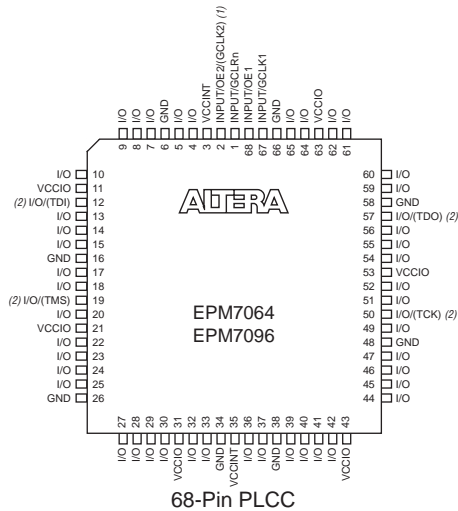 I/O
I/O
I/O
GND
I/O
I/O
VCCINT
INPUT/OE2/(GCLK2) (1)
INPUT/GCLRn
INPUT/OE1
INPUT/GCLK1
GND
I/O
I/O
VCCIO
I/O
I/O
9 8 7 6 5 4 3 2 1 68 67 66 65 64 63 62 61
I/O 10
VCCIO 11
(2) I/O/(TDI) 12
I/O 13
I/O 14
I/O 15
GND 16
I/O 17
I/O 18
(2) I/O/(TMS) 19
I/O 20
VCCIO 21
I/O 22
I/O 23
I/O 24
I/O 25
GND 26
ALTERA
EPM7064
EPM7096
60 I/O
59 I/O
58 GND
57 I/O/(TDO) (2)
56 I/O
55 I/O
54 I/O
53 VCCIO
52 I/O
51 I/O
50 I/O/(TCK) (2)
49 I/O
48 GND
47 I/O
46 I/O
45 I/O
44 I/O
27 28 29 30 31 32 33 34 35 36 37 38 39 40 41 42 43
I/O
I/O
I/O
I/O
VCCIO
I/O
I/O
GND
VCCINT
I/O
I/O
GND
I/O
I/O
I/O
I/O
VCCIO
68-Pin PLCC